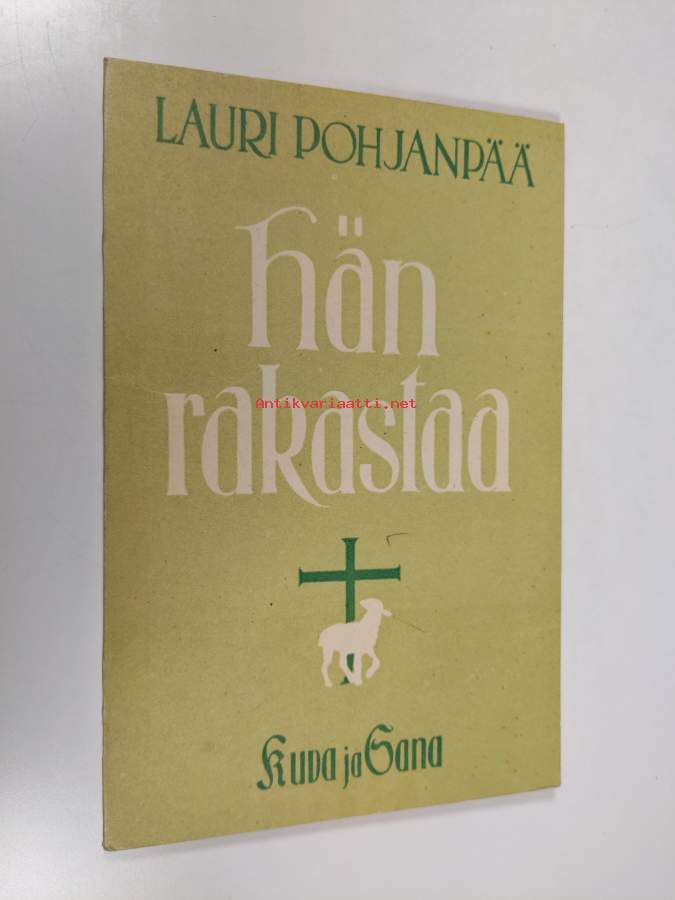 LAURI POHJANPÄÄ
hän
rakastaa
Antikvariaatti.net
Kuva ja Sana